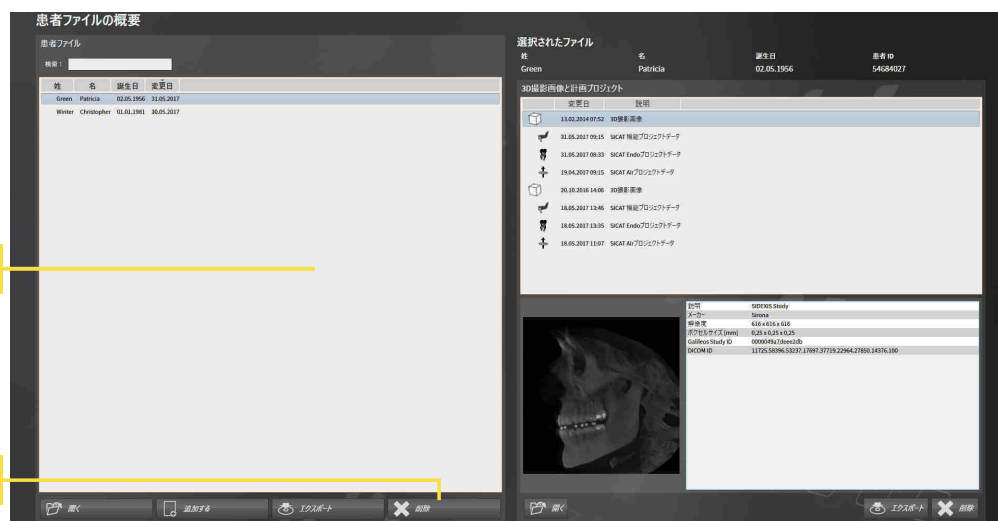 患者ファイルの概要
患者ファイル
検索：
姓 名 誕生日 変更日
Green Patricia 02.05.1956 31.05.2017
Winter Christopher 01.01.1981 30.05.2017
開く
追加する
エクスポート
削除
選択されたファイル
姓 名 誕生日 患者 ID
Green Patricia 02.05.1956 54684027
3D撮影画像と計画プロジェクト
変更日 説明
13.02.2014 07:52 3D撮影画像
31.05.2017 09:15 SICAT 機能プロジェクトデータ
31.05.2017 08:33 SICAT Endoプロジェクトデータ
19.04.2017 09:15 SICAT Airプロジェクトデータ
20.10.2016 14:06 3D撮影画像
18.05.2017 13:46 SICAT 機能プロジェクトデータ
18.05.2017 13:35 SICAT Endoプロジェクトデータ
18.05.2017 11:07 SICAT Airプロジェクトデータ
説明 SIDEXIS Study
メーカー Sirona
解像度 616 x 616 x 616
ボクセルサイズ [mm] 0,25 x 0,25 x 0,25
Galileos Study ID 0000049a7deee2db
DICOM ID 11725.58396.53237.17697.37719.22964.27850.14376.100
開く
エクスポート
削除